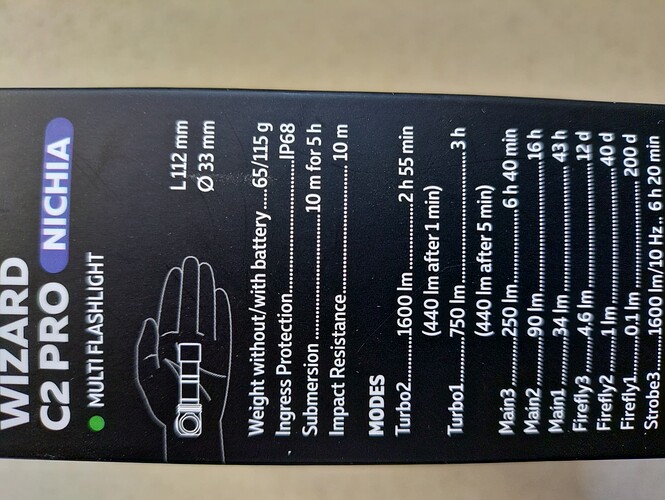 WIZARD
C2 PRO NICHIA
MULTI FLASHLIGHT
L 112 mm
Ø 33 mm
Weight without/with battery....65/115 g
Ingress Protection..............................IP68
Submersion..........................10 m for 5 h
Impact Resistance..........................10 m
MODES
Turbo2..............1600 lm..............2 h 55 min
(440 lm after 1 min)
Turbo1..............750 lm..........................3 h
(440 lm after 5 min)
Main3................250 lm..............6 h 40 min
Main2................90 lm..........................16 h
Main1................34 lm..........................43 h
Firefly3..............4.6 lm..........................12 d
Firefly2..............1 lm..........................40 d
Firefly1..............0.1 lm........................200 d
Strobe3....1600 lm/10 Hz.. 6 h 20 min